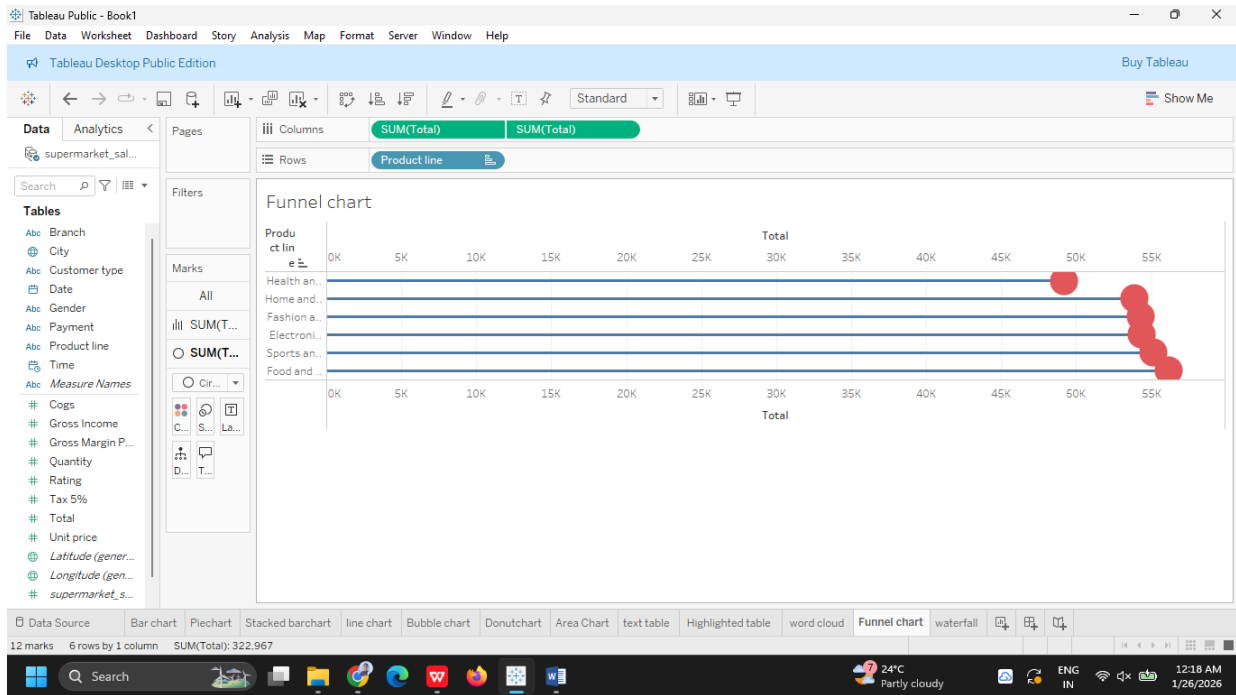 Tableau Public - Book1
File Data Worksheet Dashboard Story Analysis Map Format Server Window Help
Tableau Desktop Public Edition
Buy Tableau
Standard
Show Me
Data Analytics
supermarket_sal...
Search
Tables
Abc Branch
City
Abc Customer type
Date
Abc Gender
Abc Payment
Abc Product line
Time
Abc Measure Names
# Cogs
# Gross Income
# Gross Margin P...
# Quantity
# Rating
# Tax 5%
# Total
# Unit price
Latitude (gener...
Longitude (gen...
# supermarket_s...
Pages
Filters
Marks
All
SUM(T...
SUM(T...
Cir...
C... S... La...
D... T...
Columns SUM(Total) SUM(Total)
Rows Product line
Funnel chart
Produ
ct lin
e
Total
0K 5K 10K 15K 20K 25K 30K 35K 40K 45K 50K 55K
Health an..
Home and..
Fashion a..
Electroni..
Sports an..
Food and ..
0K 5K 10K 15K 20K 25K 30K 35K 40K 45K 50K 55K
Total
Data Source Bar chart Piechart Stacked barchart line chart Bubble chart Donutchart Area Chart text table Highlighted table word cloud Funnel chart waterfall
12 marks 6 rows by 1 column SUM(Total): 322,967
Search
7
24°C
Partly cloudy
ENG
IN
12:18 AM
1/26/2026